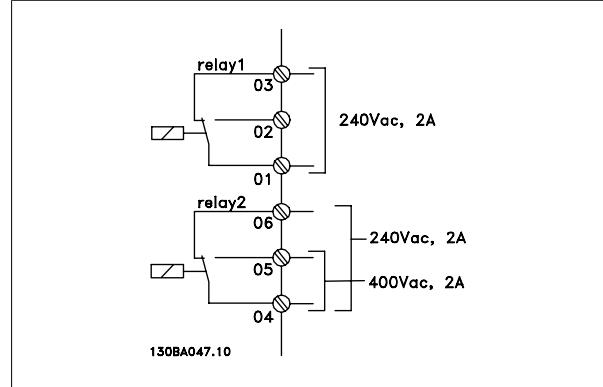 relay1
03
02
240Vac, 2A
01
relay2
06
240Vac, 2A
05
400Vac, 2A
04
130BA047.10